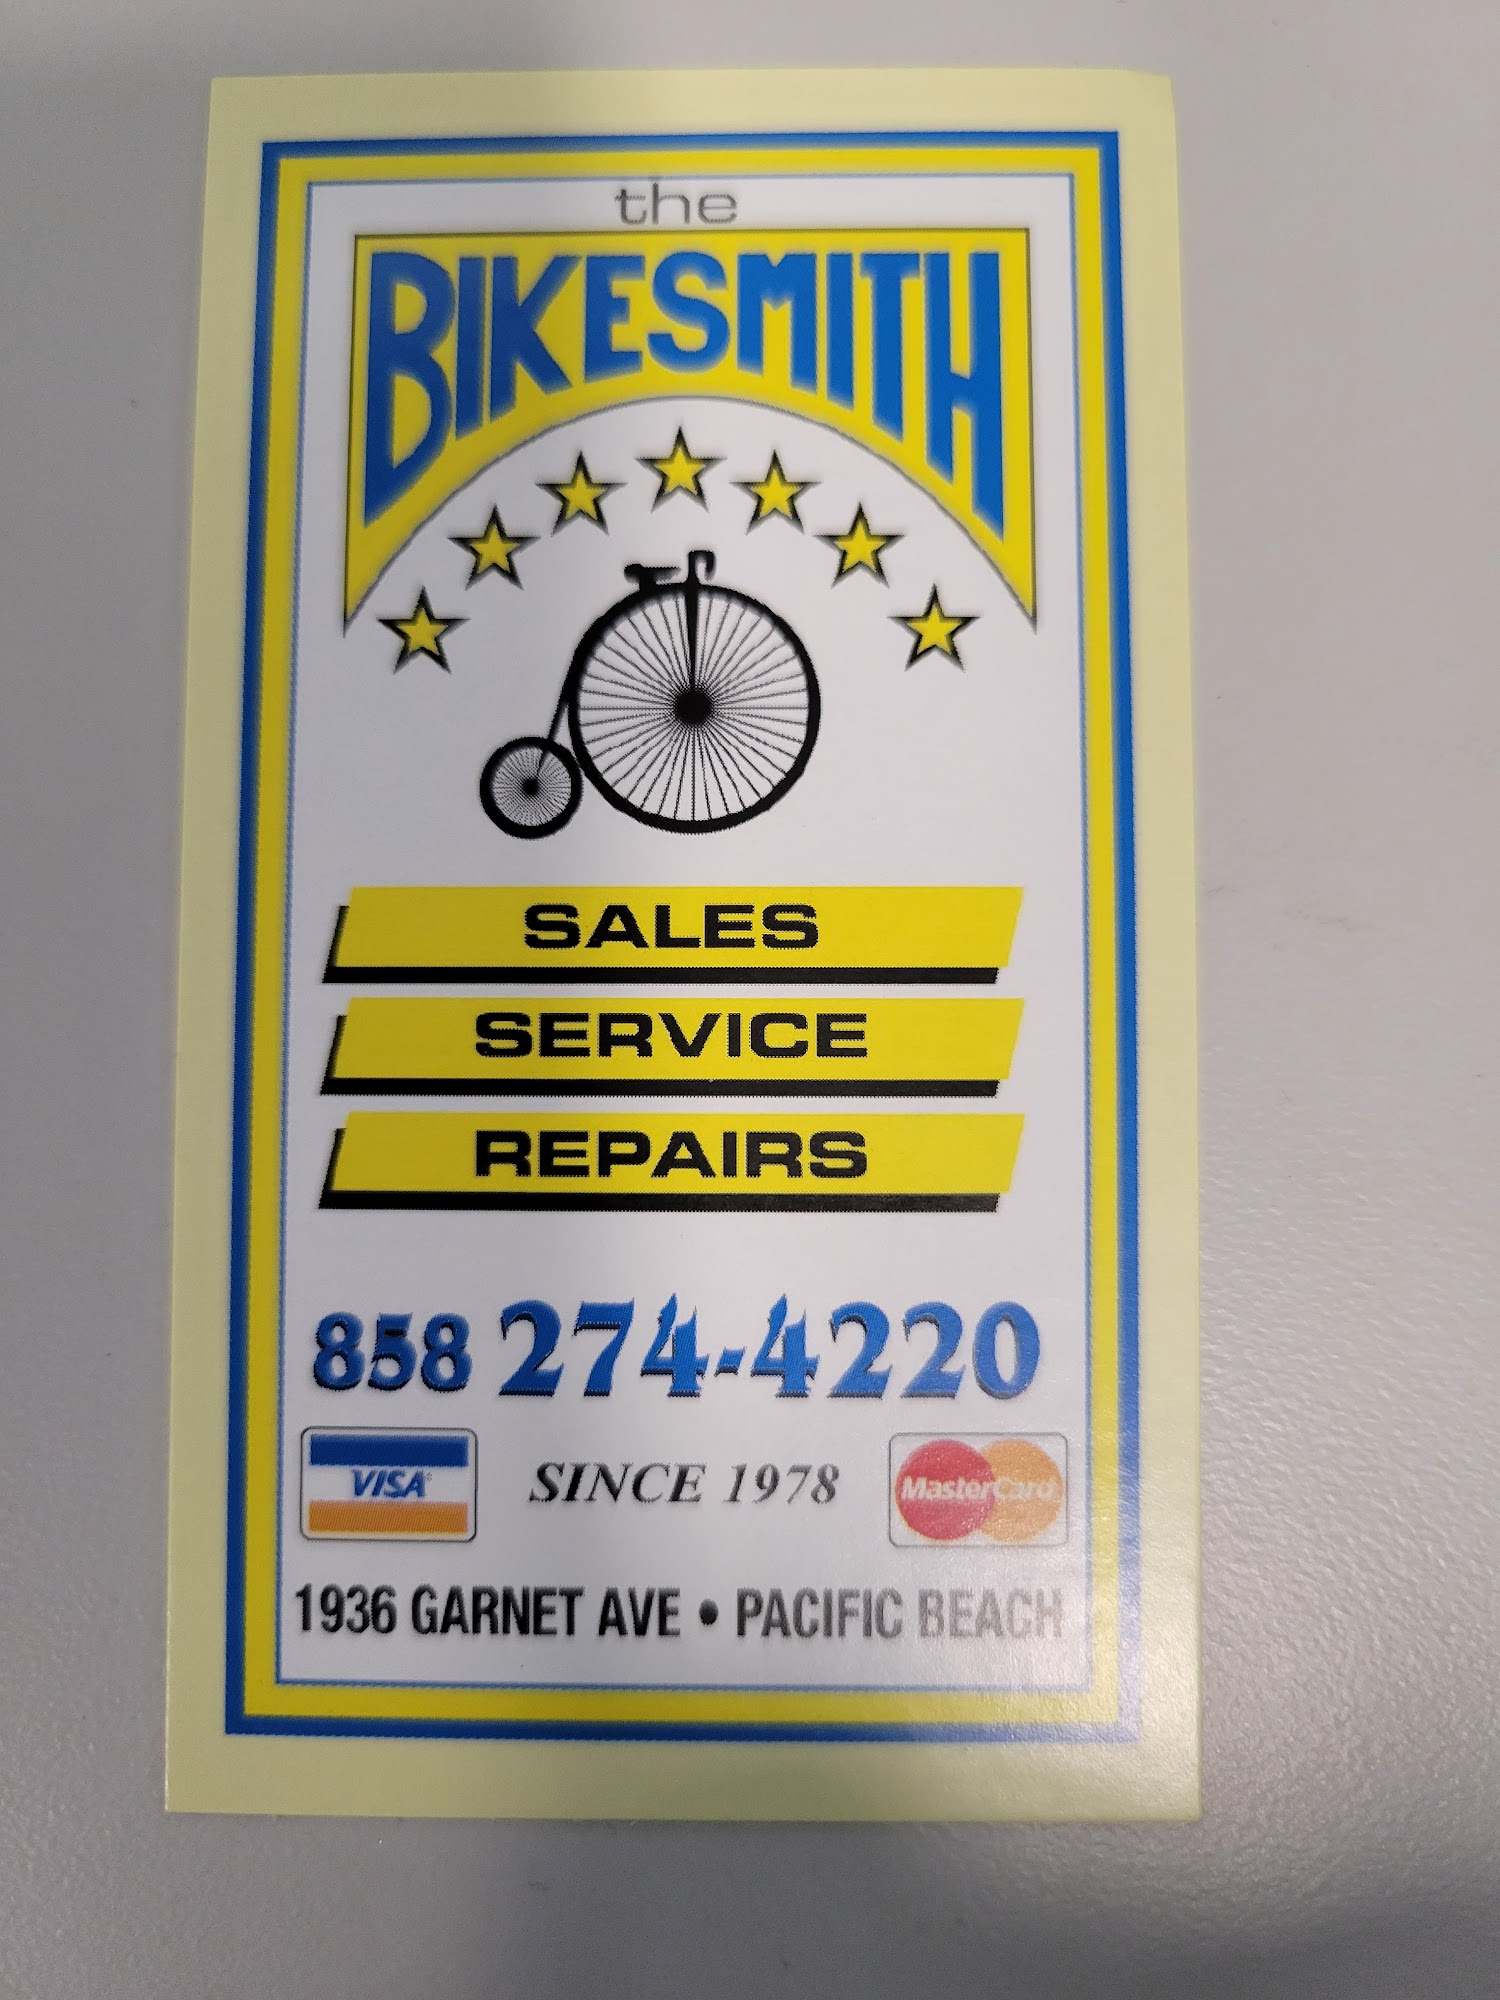 the
BIKESMITH
SALES
SERVICE
REPAIRS
858 274-4220
VISA
SINCE 1978
MasterCard
1936 GARNET AVE • PACIFIC BEACH